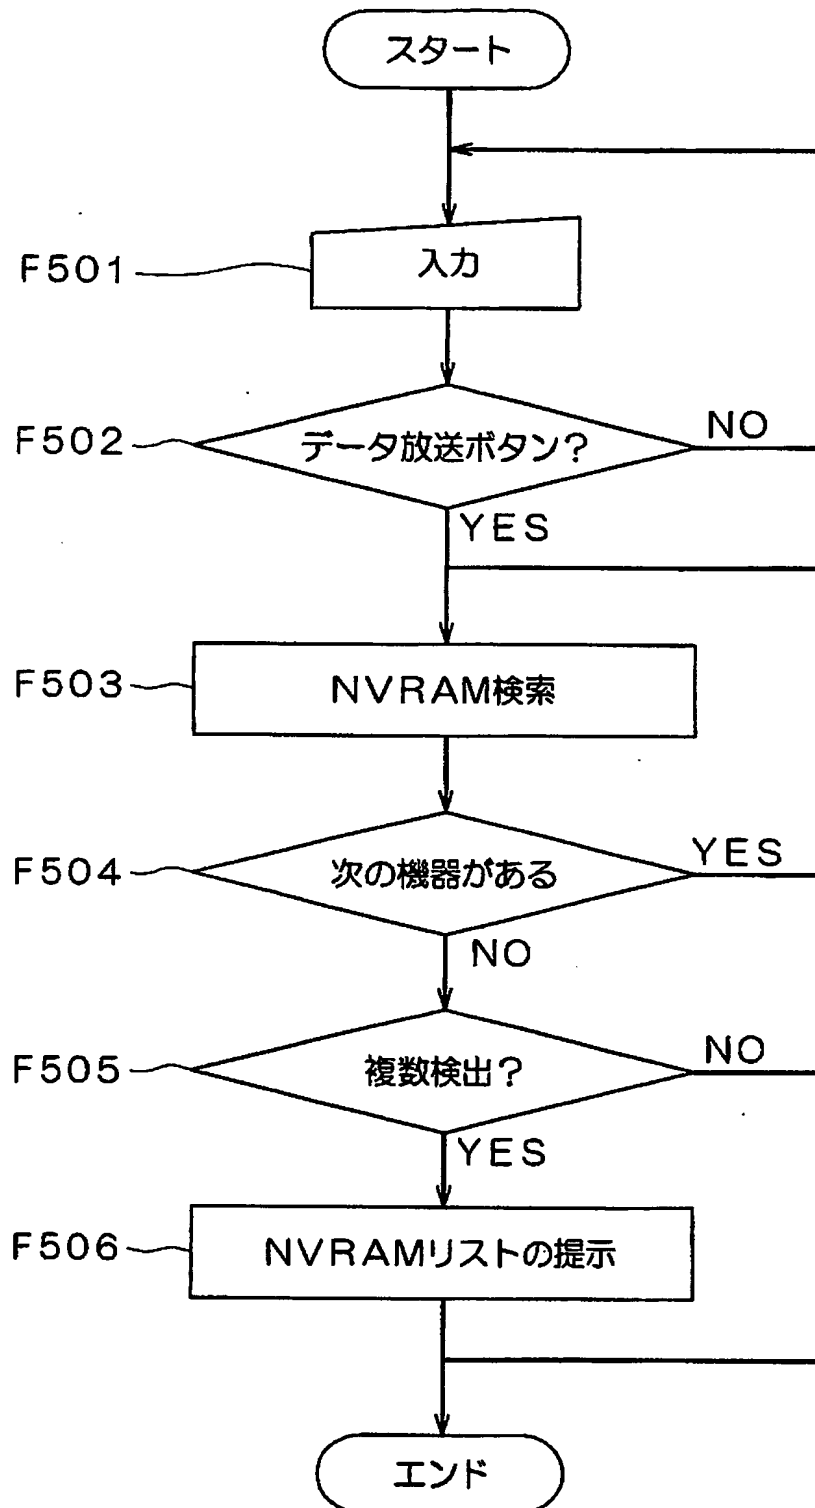 スタート
F501
入力
F502
データ放送ボタン？
NO
YES
F503
NVRAM検索
F504
次の機器がある
YES
NO
F505
複数検出？
NO
YES
F506
NVRAMリストの提示
エンド